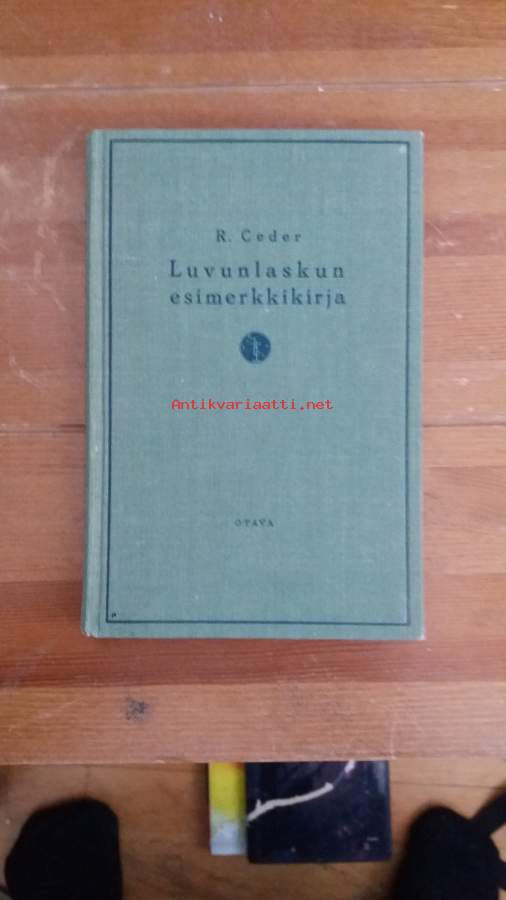 R. Ceder
Luvunlaskun
esimerkkikirja
Antikvariaatti.net
OTAVA